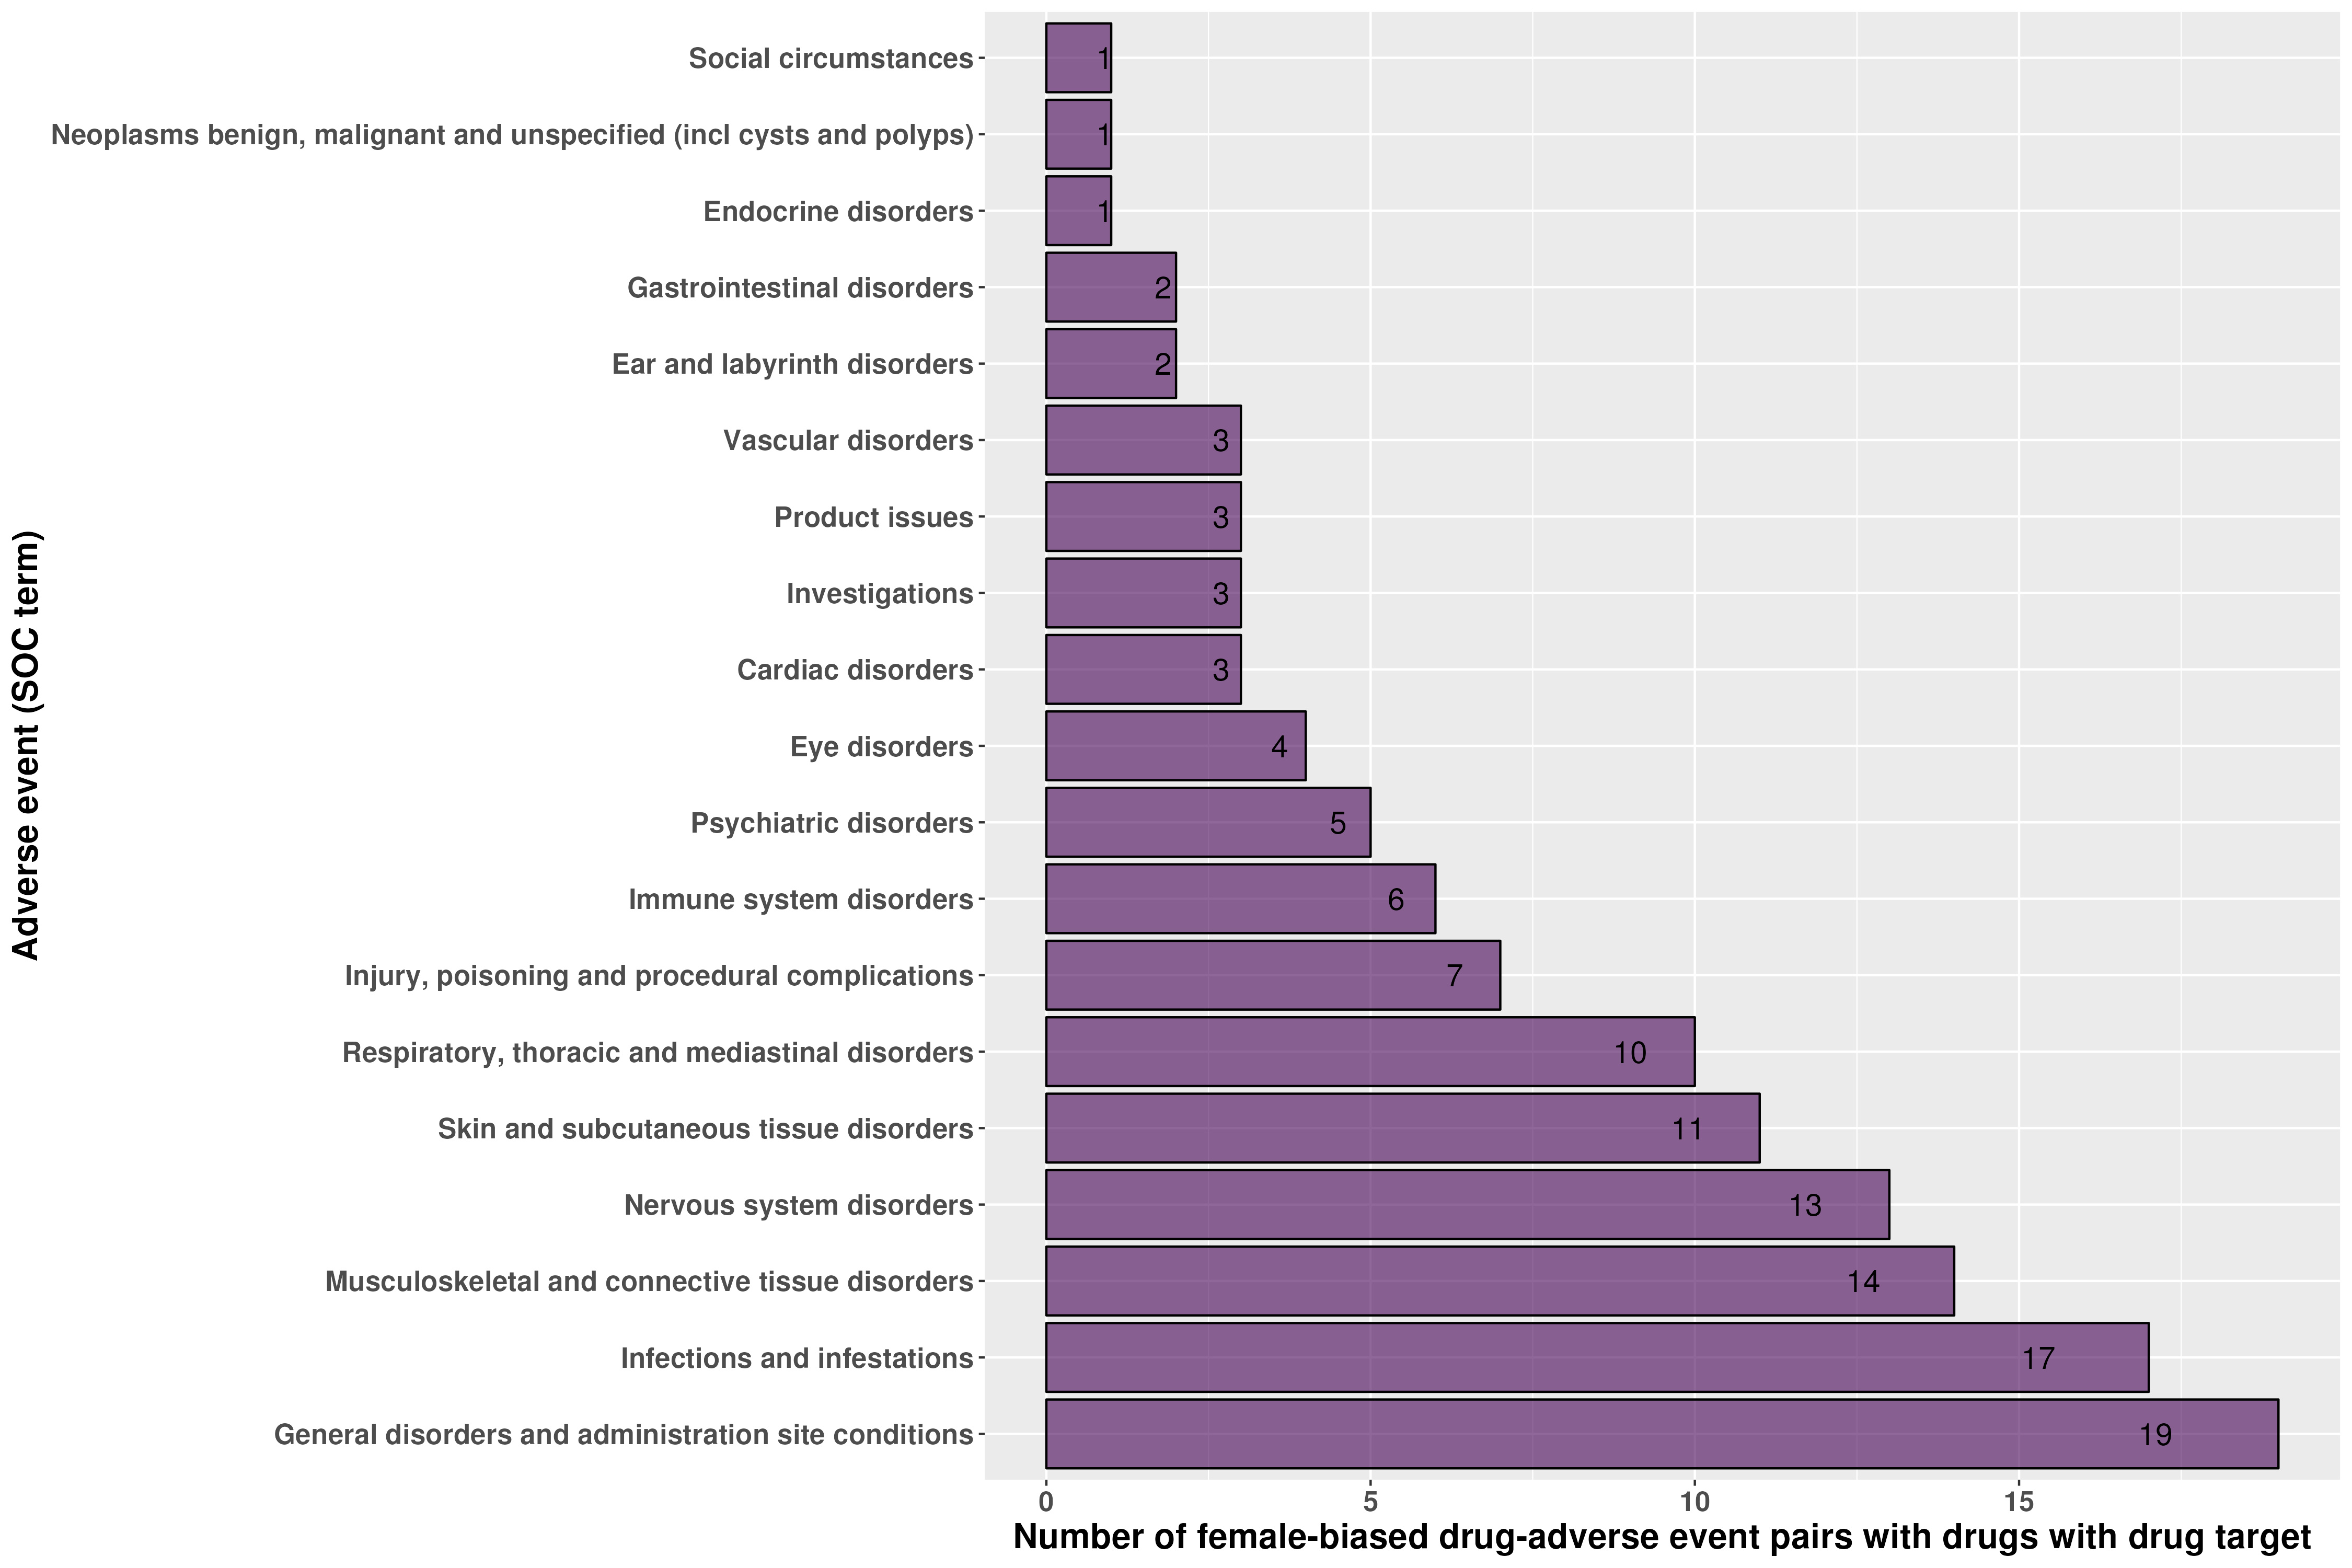 Social circumstances 1
Neoplasms benign, malignant and unspecified (incl cysts and polyps) 1
Endocrine disorders 1
Gastrointestinal disorders 2
Ear and labyrinth disorders 2
Vascular disorders 3
Product issues 3
Investigations 3
Cardiac disorders 3
Eye disorders 4
Psychiatric disorders 5
Immune system disorders 6
Injury, poisoning and procedural complications 7
Respiratory, thoracic and mediastinal disorders 10
Skin and subcutaneous tissue disorders 11
Nervous system disorders 13
Musculoskeletal and connective tissue disorders 14
Infections and infestations 17
General disorders and administration site conditions 19
Adverse event (SOC term)
0 5 10 15
Number of female-biased drug-adverse event pairs with drugs with drug target